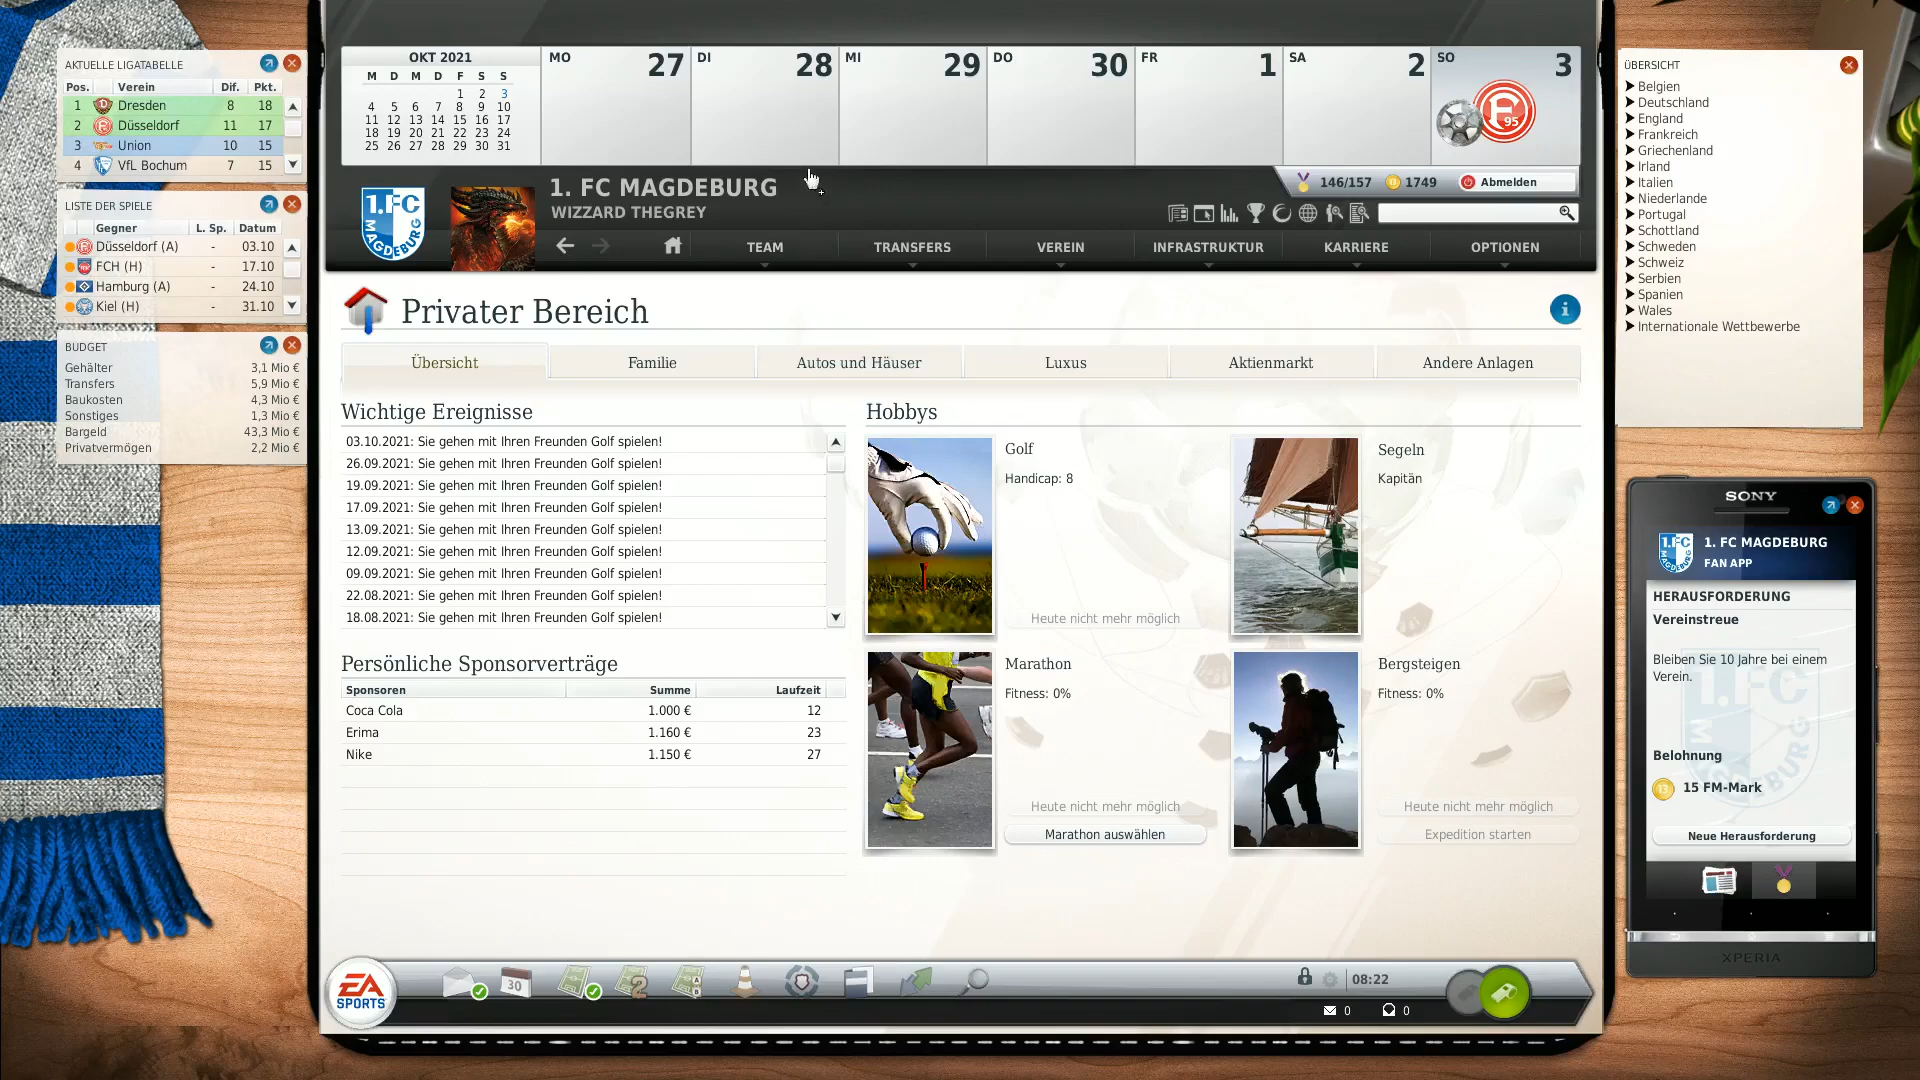 AKTUELLE LIGATABELLE
Pos. Verein Dif. Pkt.
1 Dresden 8 18
2 Düsseldorf 11 17
3 Union 10 15
4 VfL Bochum 7 15
LISTE DER SPIELE
Gegner L. Sp. Datum
Düsseldorf (A) - 03.10
FCH (H) - 17.10
Hamburg (A) - 24.10
Kiel (H) - 31.10
BUDGET
Gehälter 3,1 Mio €
Transfers 5,9 Mio €
Baukosten 4,3 Mio €
Sonstiges 1,3 Mio €
Bargeld 43,3 Mio €
Privatvermögen 2,2 Mio €
OKT 2021
M D M D F S S
1 2 3
4 5 6 7 8 9 10
11 12 13 14 15 16 17
18 19 20 21 22 23 24
25 26 27 28 29 30 31
MO 27 DI 28 MI 29 DO 30 FR 1 SA 2 SO 3
F 95
146/157 1749 Abmelden
1.FC MAGDEBURG
1. FC MAGDEBURG
WIZZARD THEGREY
TEAM TRANSFERS VEREIN INFRASTRUKTUR KARRIERE OPTIONEN
Privater Bereich
i
Übersicht Familie Autos und Häuser Luxus Aktienmarkt Andere Anlagen
Wichtige Ereignisse
03.10.2021: Sie gehen mit Ihren Freunden Golf spielen!
26.09.2021: Sie gehen mit Ihren Freunden Golf spielen!
19.09.2021: Sie gehen mit Ihren Freunden Golf spielen!
17.09.2021: Sie gehen mit Ihren Freunden Golf spielen!
13.09.2021: Sie gehen mit Ihren Freunden Golf spielen!
12.09.2021: Sie gehen mit Ihren Freunden Golf spielen!
09.09.2021: Sie gehen mit Ihren Freunden Golf spielen!
22.08.2021: Sie gehen mit Ihren Freunden Golf spielen!
18.08.2021: Sie gehen mit Ihren Freunden Golf spielen!
Persönliche Sponsorverträge
Sponsoren Summe Laufzeit
Coca Cola 1.000 € 12
Erima 1.160 € 23
Nike 1.150 € 27
Hobbys
Golf
Handicap: 8
Heute nicht mehr möglich
Segeln
Kapitän
Marathon
Fitness: 0%
Heute nicht mehr möglich
Marathon auswählen
Bergsteigen
Fitness: 0%
Heute nicht mehr möglich
Expedition starten
EA SPORTS
30
2
08:22
0 0
ÜBERSICHT
Belgien
Deutschland
England
Frankreich
Griechenland
Irland
Italien
Niederlande
Portugal
Schottland
Schweden
Schweiz
Serbien
Spanien
Wales
Internationale Wettbewerbe
SONY
1.FC MAGDEBURG
1. FC MAGDEBURG
FAN APP
HERAUSFORDERUNG
Vereinstreue
Bleiben Sie 10 Jahre bei einem
Verein.
Belohnung
13
15 FM-Mark
Neue Herausforderung
XPERIA